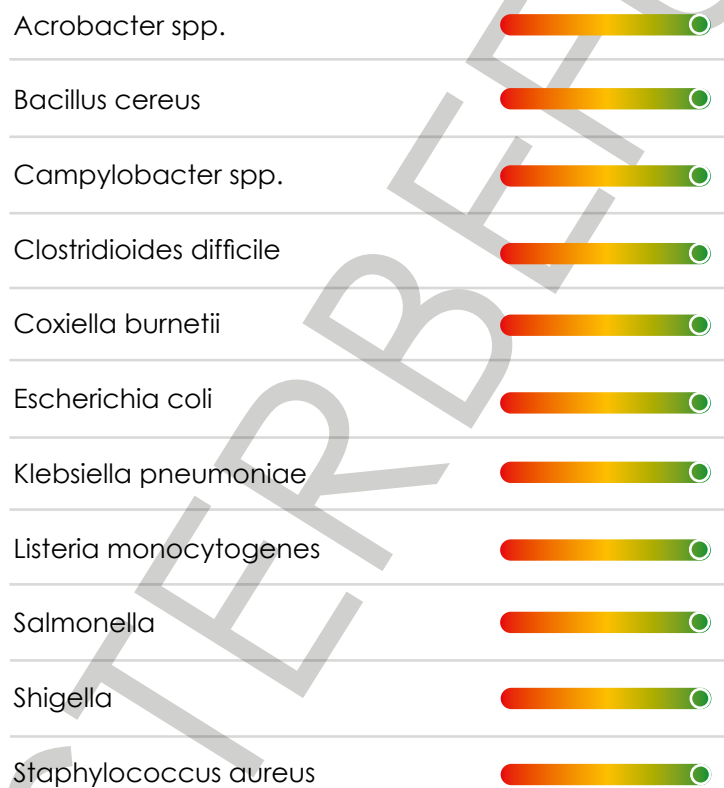 Acrobacter spp.
Bacillus cereus
Campylobacter spp.
Clostridioides difficile
Coxiella burnetii
Escherichia coli
Klebsiella pneumoniae
Listeria monocytogenes
Salmonella
Shigella
Staphylococcus aureus